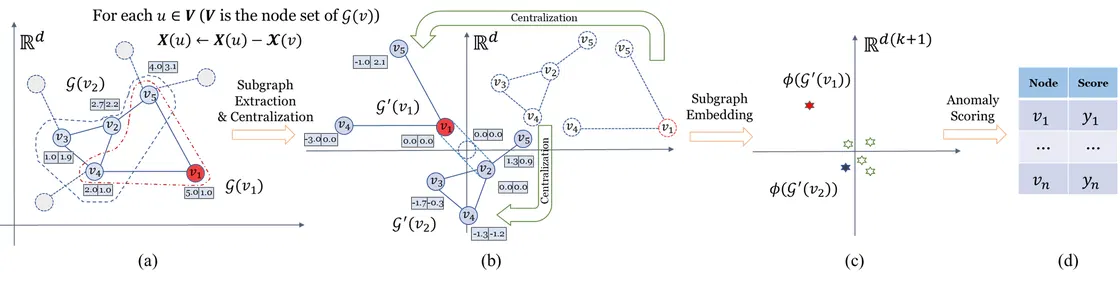 For each u ∈ V (V is the node set of 𝒢(v))
X(u) ← X(u) − 𝒳(v)
ℝᵈ
4.0 3.1
𝒢(v₂)
v₅
2.7 2.2
v₂
v₃
1.0 1.9
v₄
v₁
2.0 1.0
5.0 1.0
𝒢(v₁)
(a)
Subgraph
Extraction
& Centralization
Centralization
v₅
-1.0 2.1
ℝᵈ
v₅
v₂
v₃
𝒢′(v₁)
v₄
v₁
v₄
v₄
v₁
-3.0 0.0
0.0 0.0
0.0 0.0
v₅
1.3 0.9
v₂
v₃
0.0 0.0
-1.7 -0.3
v₄
𝒢′(v₂)
-1.3 -1.2
Centralization
(b)
Subgraph
Embedding
ℝᵈ⁽ᵏ⁺¹⁾
ϕ(𝒢′(v₁))
ϕ(𝒢′(v₂))
(c)
Anomaly
Scoring
Node Score
v₁ y₁
... ...
vₙ yₙ
(d)